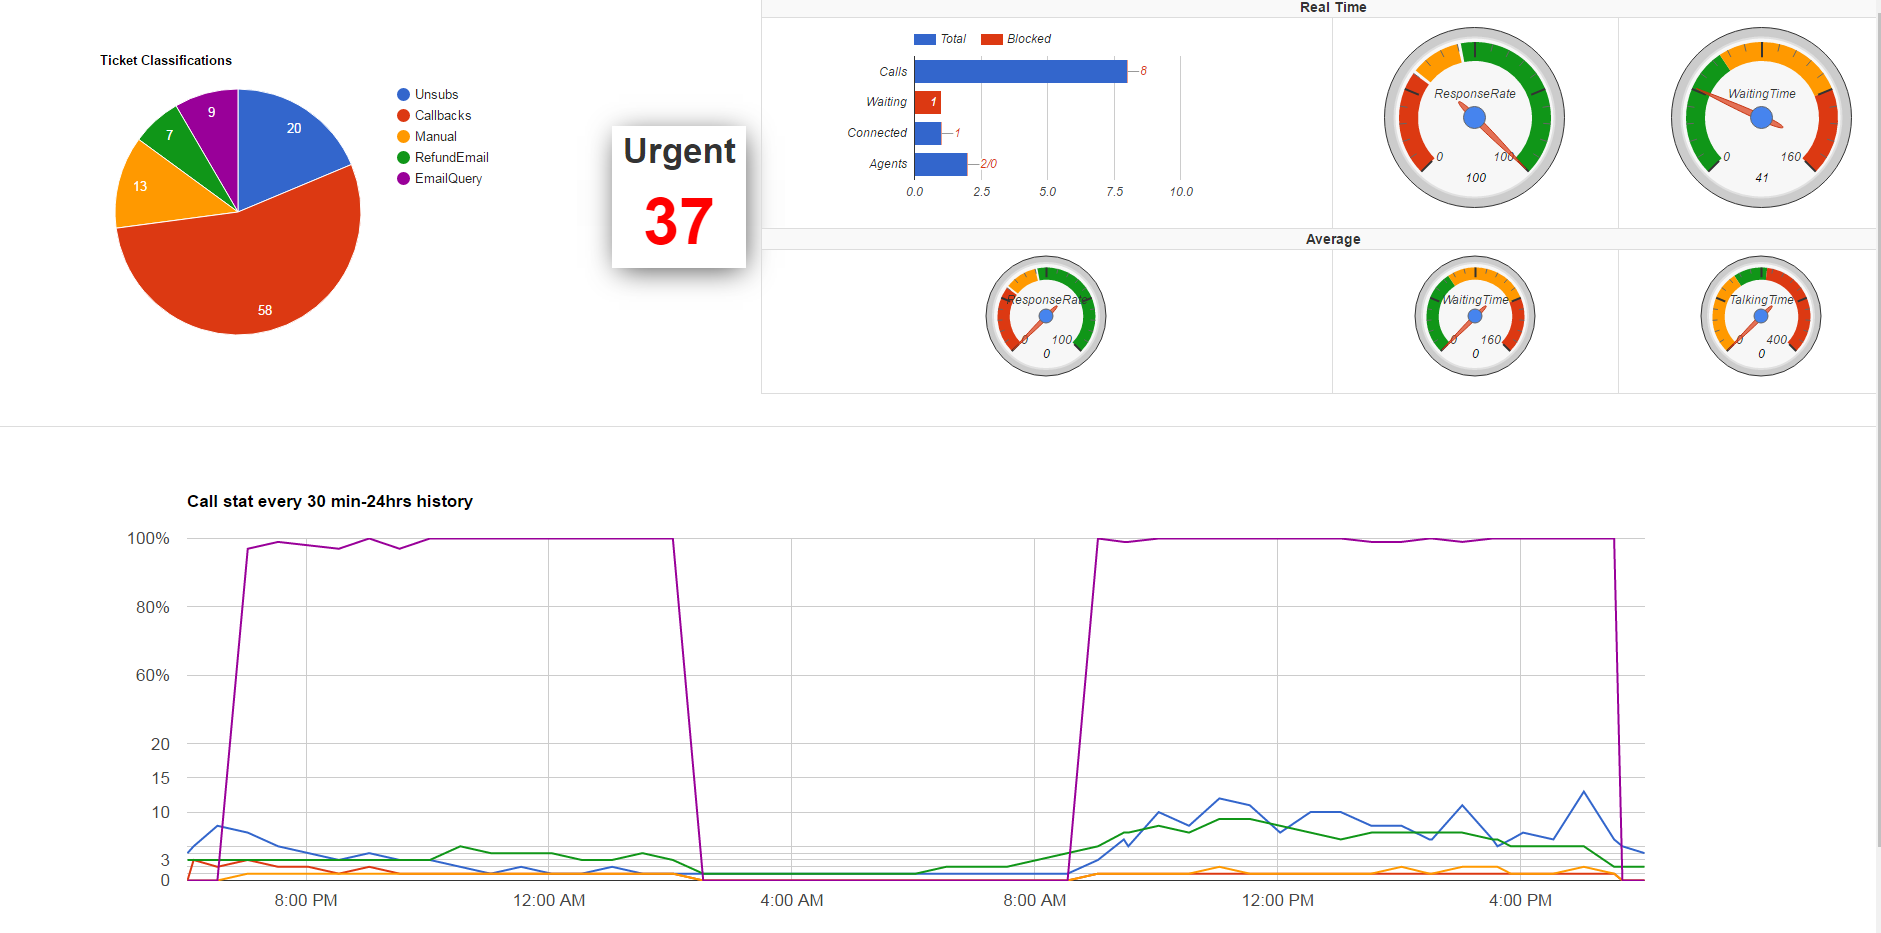 Ticket Classifications
20
58
13
7
9
Unsubs
Callbacks
Manual
RefundEmail
EmailQuery
Urgent
37
Real Time
Total
Blocked
Calls
8
Waiting
1
Connected
1
Agents
2/0
0.0 2.5 5.0 7.5 10.0
ResponseRate
0 100
100
WaitingTime
0 160
41
Average
ResponseRate
0 100
0
WaitingTime
0 160
0
TalkingTime
0 400
0
Call stat every 30 min-24hrs history
100%
80%
60%
20
15
10
3
0
8:00 PM 12:00 AM 4:00 AM 8:00 AM 12:00 PM 4:00 PM